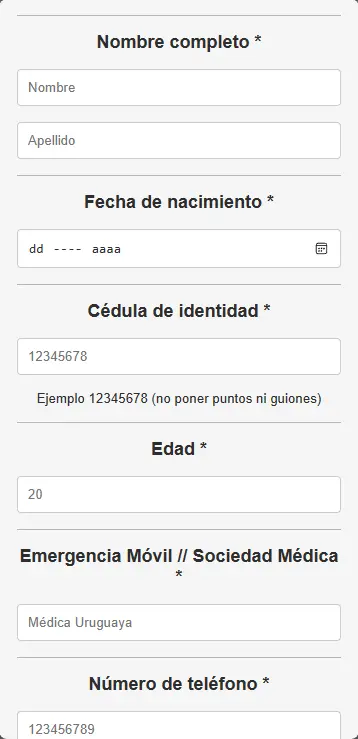 Nombre completo *
Nombre
Apellido
Fecha de nacimiento *
dd ---- aaaa
Cédula de identidad *
12345678
Ejemplo 12345678 (no poner puntos ni guiones)
Edad *
20
Emergencia Móvil // Sociedad Médica
*
Médica Uruguaya
Número de teléfono *
123456789